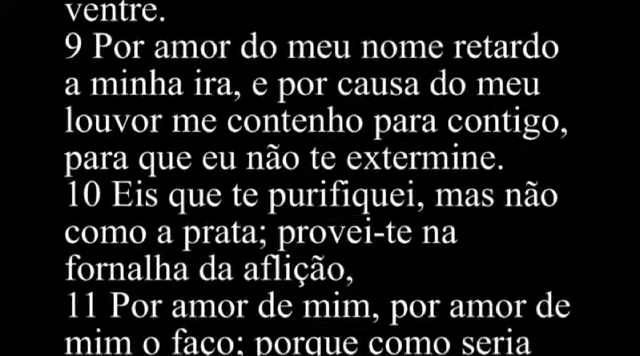 ventre.
9 Por amor do meu nome retardo
a minha ira, e por causa do meu
louvor me contenho para contigo,
para que eu não te extermine.
10 Eis que te purifiquei, mas não
como a prata; provei-te na
fornalha da aflição,
11 Por amor de mim, por amor de
mim o faço; porque como seria